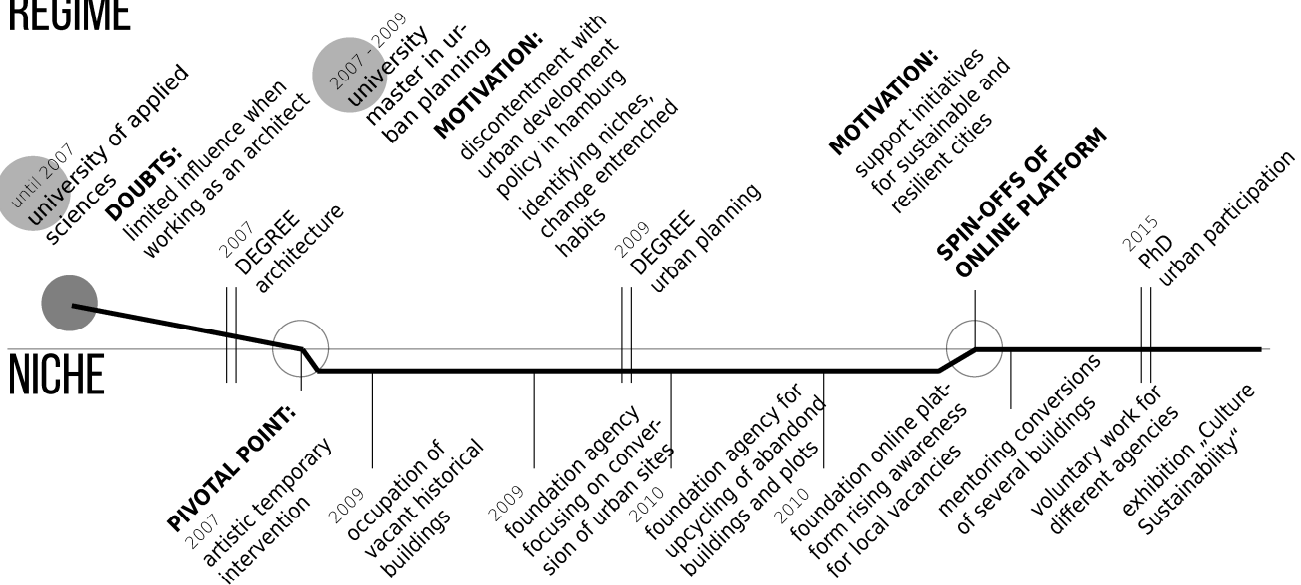 REGIME
until 2007
university of applied
sciences
DOUBTS:
limited influence when
working as an architect
2007
DEGREE
architecture
2007 - 2009
university
master in ur-
ban planning
MOTIVATION:
discontentment with
urban development
policy in hamburg
identifying niches,
change entrenched
habits
2009
DEGREE
urban planning
MOTIVATION:
support initiatives
for sustainable and
resilient cities
SPIN-OFFS OF
ONLINE PLATFORM
2015
PhD
urban participation
NICHE
PIVOTAL POINT:
2007
artistic temporary
intervention
2009
occupation of
vacant historical
buildings
2009
foundation agency
focusing on conver-
sion of urban sites
2010
foundation agency for
upcycling of abandond
buildings and plots
2010
foundation online plat-
form rising awareness
for local vacancies
mentoring conversions
of several buildings
voluntary work for
different agencies
exhibition „Culture
Sustainability“